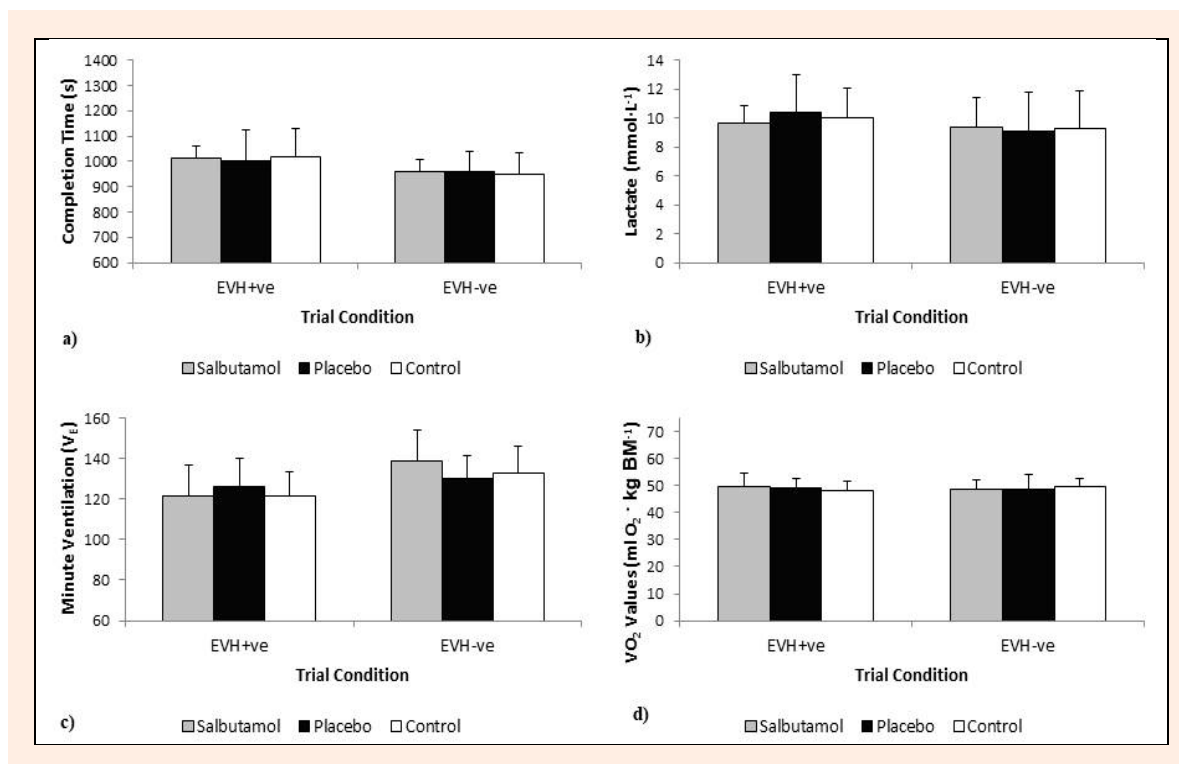 Completion Time (s)
1400
1300
1200
1100
1000
900
800
700
600
EVH+ve EVH-ve
Trial Condition
a)
Salbutamol Placebo Control
Lactate (mmol·L⁻¹)
14
12
10
8
6
4
2
0
EVH+ve EVH-ve
Trial Condition
b)
Salbutamol Placebo Control
Minute Ventilation (V_E)
160
140
120
100
80
60
EVH+ve EVH-ve
Trial Condition
c)
Salbutamol Placebo Control
VO₂ Values (ml O₂ · kg BM⁻¹)
70
60
50
40
30
20
10
0
EVH+ve EVH-ve
Trial Condition
d)
Salbutamol Placebo Control